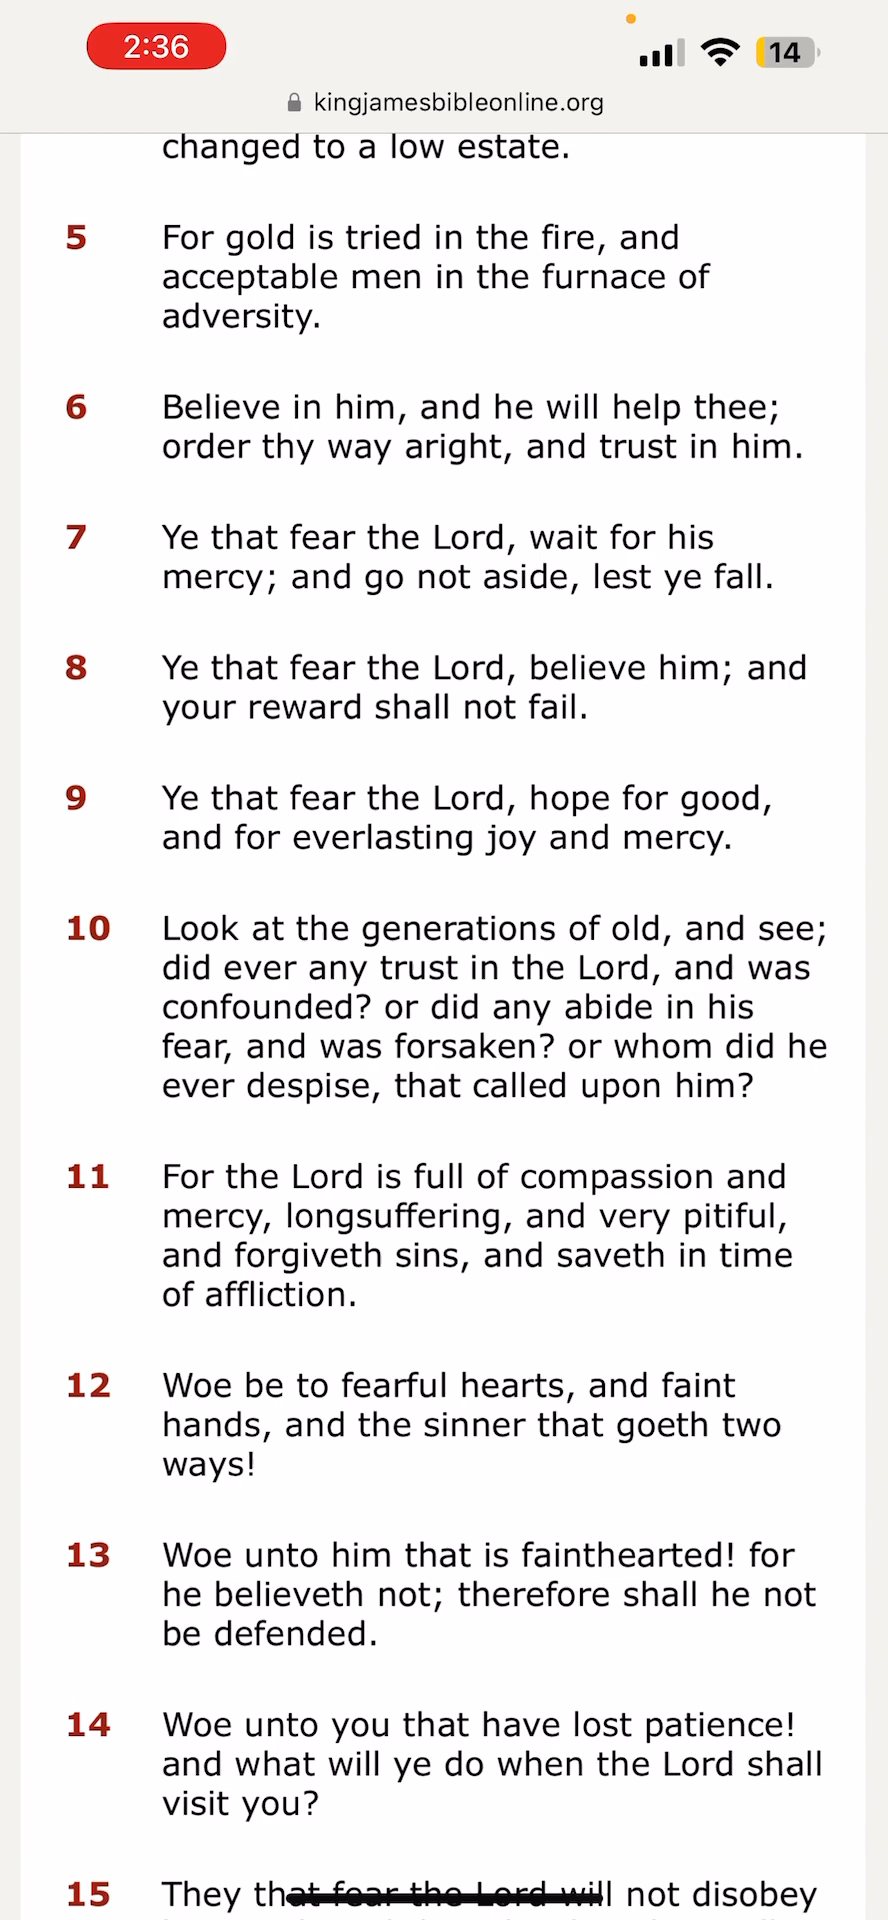 2:36
14
kingjamesbibleonline.org
changed to a low estate.
5 For gold is tried in the fire, and
acceptable men in the furnace of
adversity.
6 Believe in him, and he will help thee;
order thy way aright, and trust in him.
7 Ye that fear the Lord, wait for his
mercy; and go not aside, lest ye fall.
8 Ye that fear the Lord, believe him; and
your reward shall not fail.
9 Ye that fear the Lord, hope for good,
and for everlasting joy and mercy.
10 Look at the generations of old, and see;
did ever any trust in the Lord, and was
confounded? or did any abide in his
fear, and was forsaken? or whom did he
ever despise, that called upon him?
11 For the Lord is full of compassion and
mercy, longsuffering, and very pitiful,
and forgiveth sins, and saveth in time
of affliction.
12 Woe be to fearful hearts, and faint
hands, and the sinner that goeth two
ways!
13 Woe unto him that is fainthearted! for
he believeth not; therefore shall he not
be defended.
14 Woe unto you that have lost patience!
and what will ye do when the Lord shall
visit you?
15 They that fear the Lord will not disobey